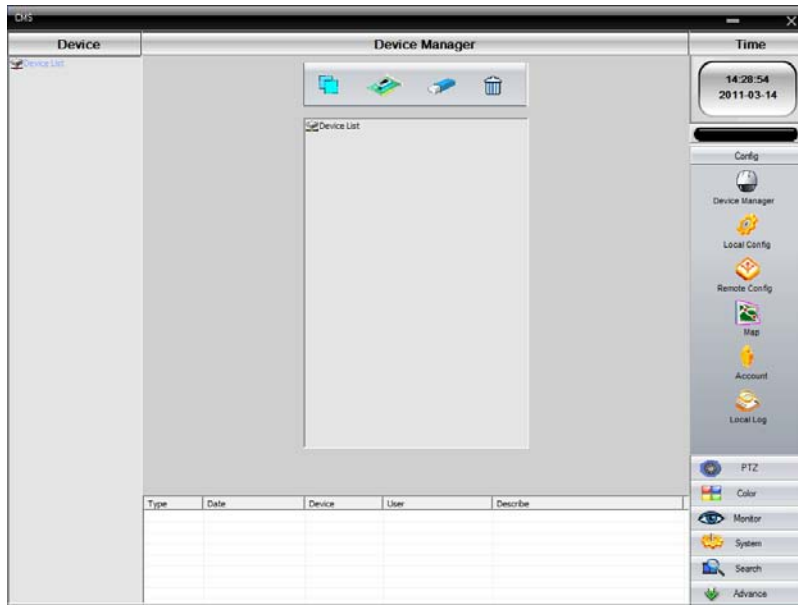 CMS
Device
Device Manager
Time
Device List
Device List
14:28:54
2011-03-14
Config
Device Manager
Local Config
Remote Config
Map
Account
Local Log
PTZ
Color
Monitor
System
Search
Advance
Type Date Device User Describe